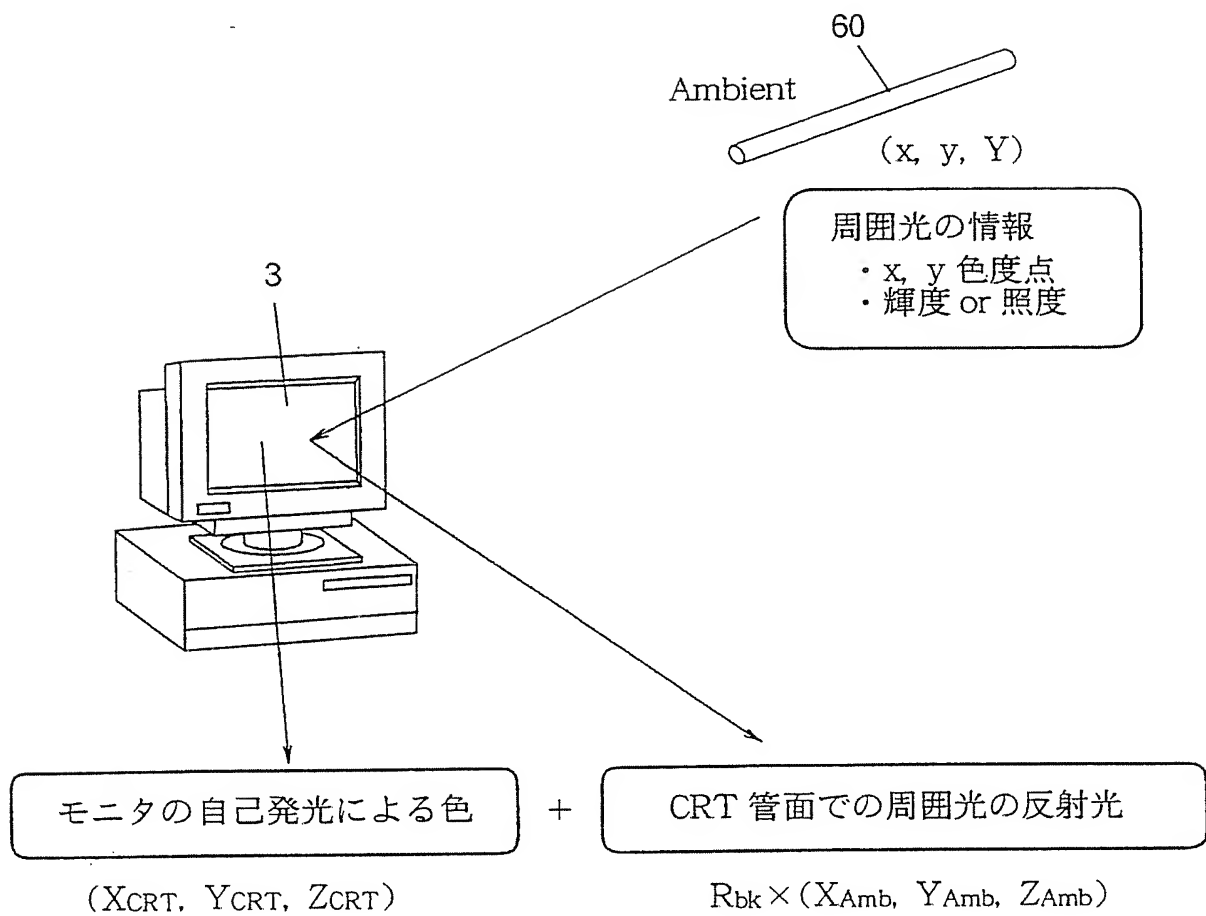 60
Ambient
(x, y, Y)
周囲光の情報
・x, y 色度点
・輝度 or 照度
3
モニタの自己発光による色 + CRT 管面での周囲光の反射光
(XCRT, YCRT, ZCRT) Rbk×(XAmb, YAmb, ZAmb)